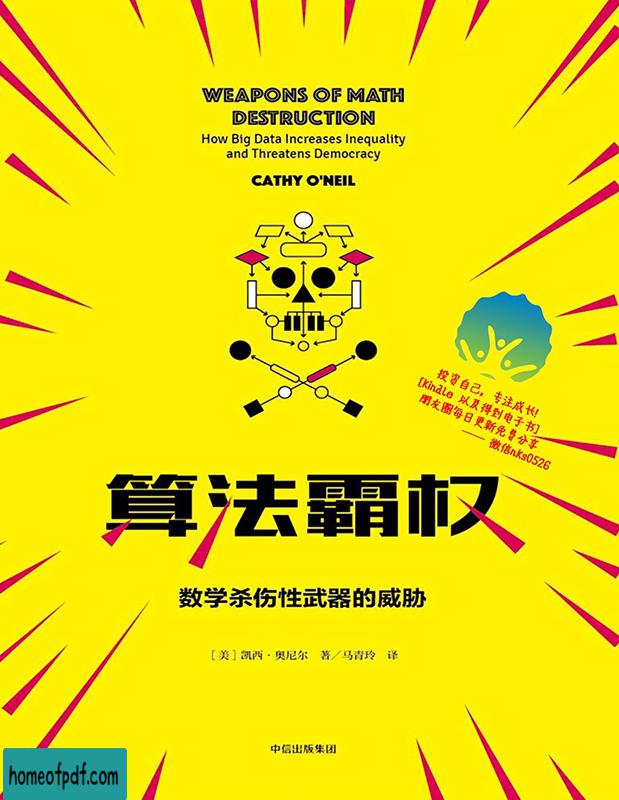 WEAPONS OF MATH
DESTRUCTION
How Big Data Increases Inequality
and Threatens Democracy
CATHY O'NEIL
投资自己，专注成长！
[Kindle 以及得到电子书]
朋友圈每日更新免费分享
—— 微信nks0526
算法霸权
数学杀伤性武器的威胁
［美］凯西·奥尼尔 著／马青玲 译
中信出版集团
homeofpdf.com